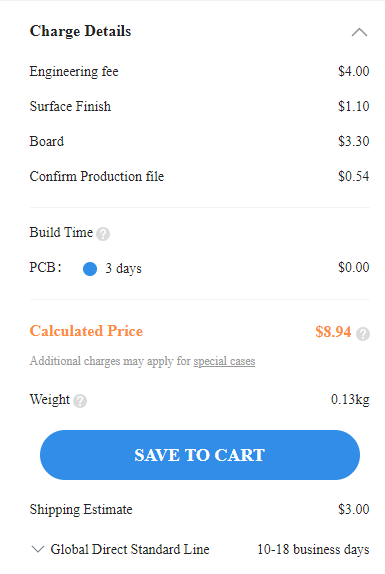 Charge Details
Engineering fee $4.00
Surface Finish $1.10
Board $3.30
Confirm Production file $0.54
Build Time ?
PCB: 3 days $0.00
Calculated Price $8.94 ?
Additional charges may apply for special cases
Weight ? 0.13kg
SAVE TO CART
Shipping Estimate $3.00
Global Direct Standard Line 10-18 business days